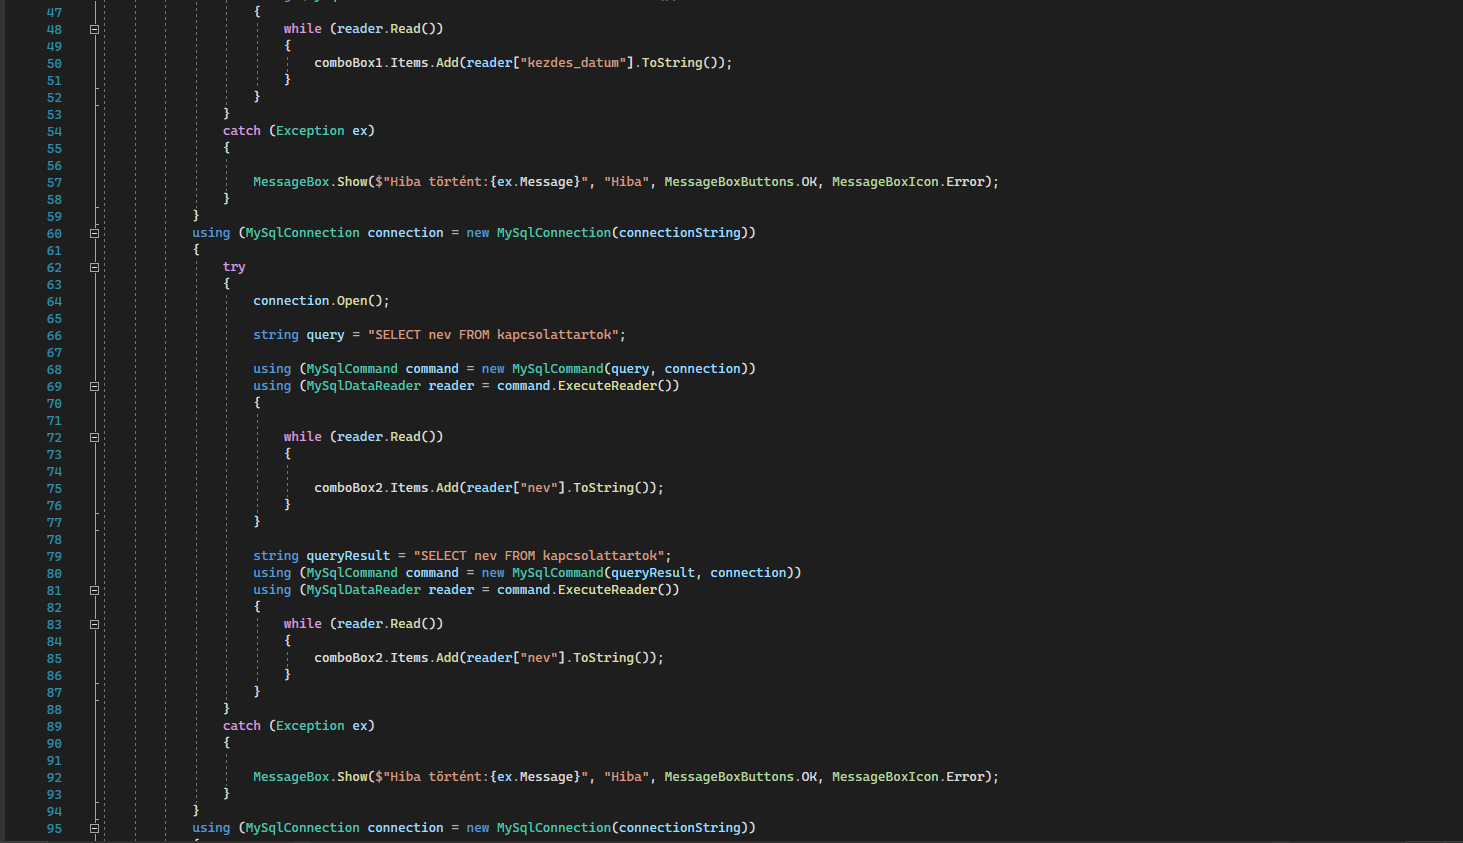 47 {
48 while (reader.Read())
49 {
50 comboBox1.Items.Add(reader["kezdes_datum"].ToString());
51 }
52 }
53 }
54 catch (Exception ex)
55 {
56
57 MessageBox.Show($"Hiba történt:{ex.Message}", "Hiba", MessageBoxButtons.OK, MessageBoxIcon.Error);
58 }
59 }
60 using (MySqlConnection connection = new MySqlConnection(connectionString))
61 {
62 try
63 {
64 connection.Open();
65
66 string query = "SELECT nev FROM kapcsolattartok";
67
68 using (MySqlCommand command = new MySqlCommand(query, connection))
69 using (MySqlDataReader reader = command.ExecuteReader())
70 {
71
72 while (reader.Read())
73 {
74
75 comboBox2.Items.Add(reader["nev"].ToString());
76 }
77 }
78
79 string queryResult = "SELECT nev FROM kapcsolattartok";
80 using (MySqlCommand command = new MySqlCommand(queryResult, connection))
81 using (MySqlDataReader reader = command.ExecuteReader())
82 {
83 while (reader.Read())
84 {
85 comboBox2.Items.Add(reader["nev"].ToString());
86 }
87 }
88 }
89 catch (Exception ex)
90 {
91
92 MessageBox.Show($"Hiba történt:{ex.Message}", "Hiba", MessageBoxButtons.OK, MessageBoxIcon.Error);
93 }
94 }
95 using (MySqlConnection connection = new MySqlConnection(connectionString))